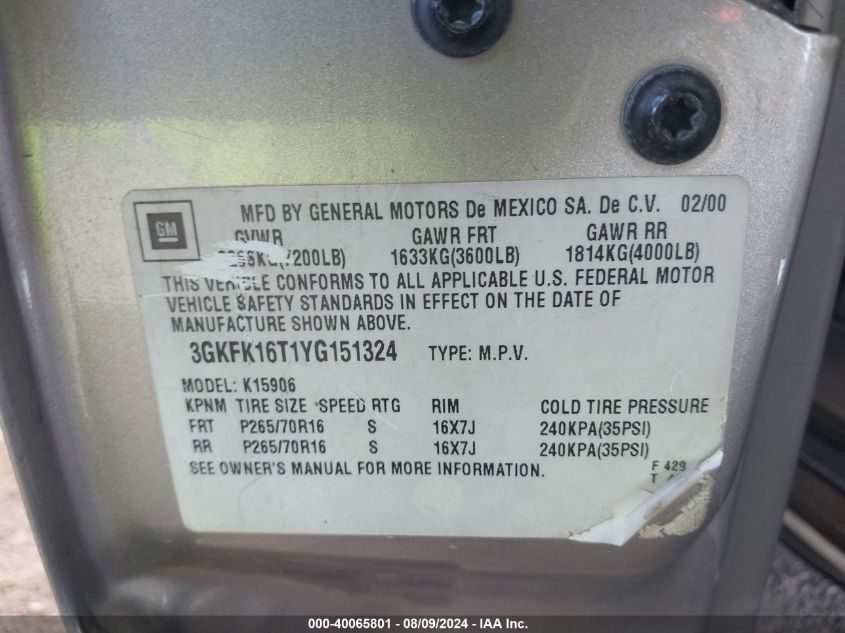 GM
MFD BY GENERAL MOTORS De MEXICO SA. De C.V. 02/00
GVWR GAWR FRT GAWR RR
(7200LB) 1633KG(3600LB) 1814KG(4000LB)
THIS VEHICLE CONFORMS TO ALL APPLICABLE U.S. FEDERAL MOTOR
VEHICLE SAFETY STANDARDS IN EFFECT ON THE DATE OF
MANUFACTURE SHOWN ABOVE.
3GKFK16T1YG151324 TYPE: M.P.V.
MODEL: K15906
KPNM TIRE SIZE SPEED RTG RIM COLD TIRE PRESSURE
FRT P265/70R16 S 16X7J 240KPA(35PSI)
RR P265/70R16 S 16X7J 240KPA(35PSI)
SEE OWNER'S MANUAL FOR MORE INFORMATION.
F 429
T
000-40065801 - 08/09/2024 - IAA Inc.